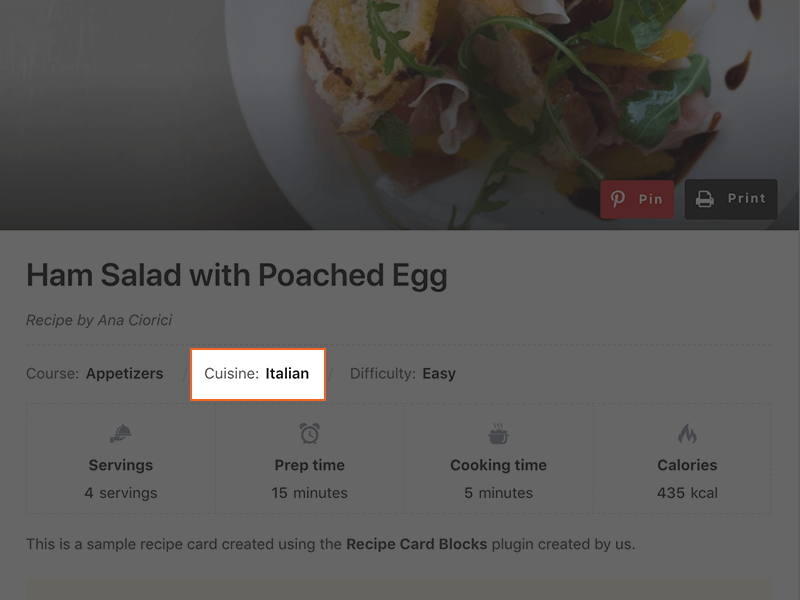 Pin Print
Ham Salad with Poached Egg
Recipe by Ana Ciorici
Course: Appetizers / Cuisine: Italian / Difficulty: Easy
Servings Prep time Cooking time Calories
4 servings 15 minutes 5 minutes 435 kcal
This is a sample recipe card created using the Recipe Card Blocks plugin created by us.